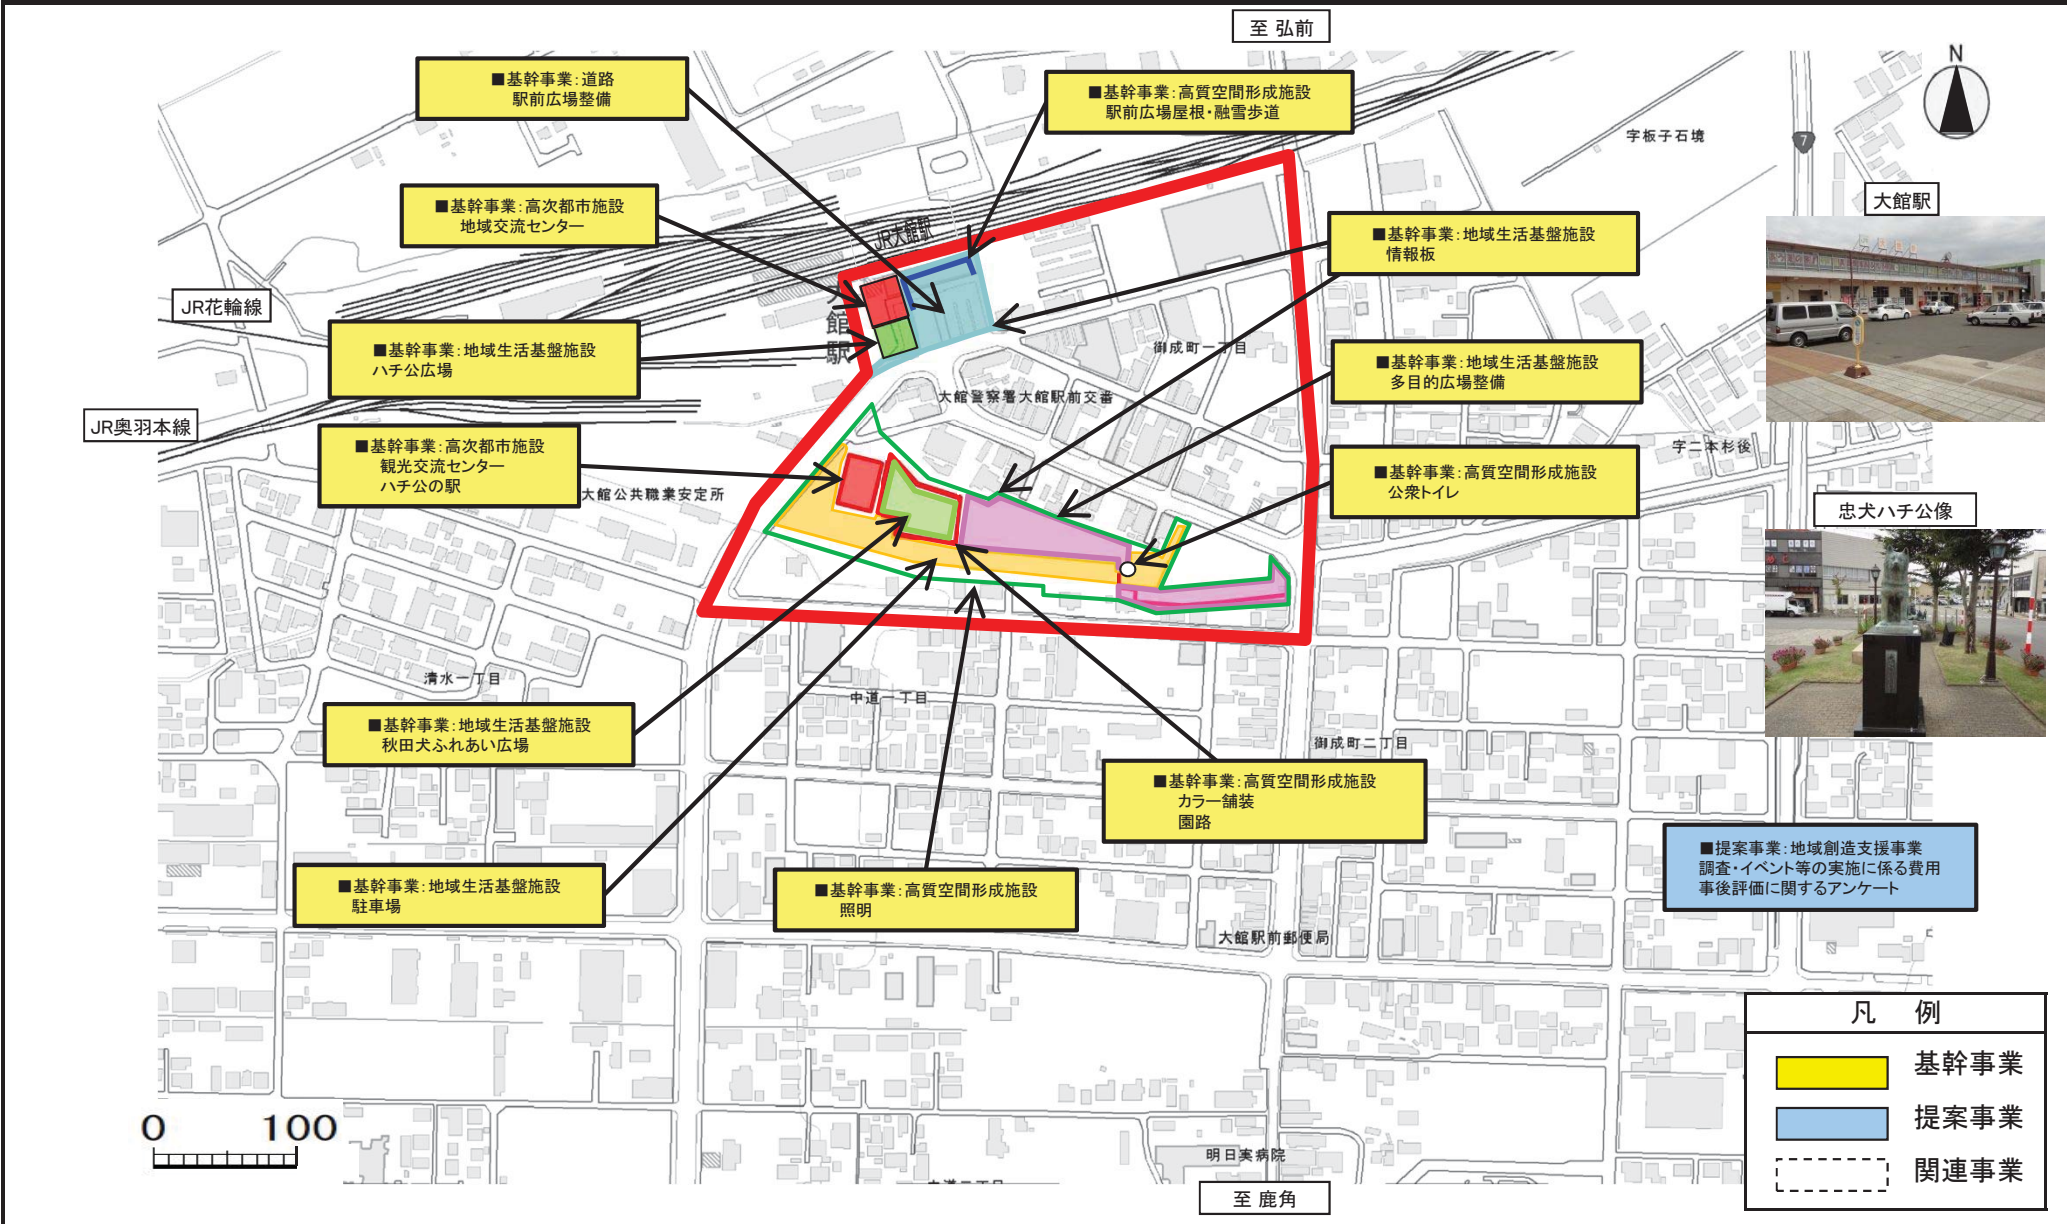 至 弘前
N
■基幹事業：道路
駅前広場整備
■基幹事業：高質空間形成施設
駅前広場屋根・融雪歩道
字板子石境
7
大館駅
■基幹事業：高次都市施設
地域交流センター
JR大館駅
■基幹事業：地域生活基盤施設
情報板
JR花輪線
館
駅
■基幹事業：地域生活基盤施設
ハチ公広場
御成町一丁目
■基幹事業：地域生活基盤施設
多目的広場整備
大館警察署大館駅前交番
JR奥羽本線
■基幹事業：高次都市施設
観光交流センター
ハチ公の駅
字二本杉後
■基幹事業：高質空間形成施設
公衆トイレ
大館公共職業安定所
忠犬ハチ公像
清水一丁目
中道一丁目
■基幹事業：地域生活基盤施設
秋田犬ふれあい広場
御成町二丁目
■基幹事業：高質空間形成施設
カラー舗装
園路
■提案事業：地域創造支援事業
調査・イベント等の実施に係る費用
事後評価に関するアンケート
■基幹事業：地域生活基盤施設
駐車場
■基幹事業：高質空間形成施設
照明
大館駅前郵便局
凡 例
基幹事業
提案事業
関連事業
0 100
明日実病院
中道二丁目
至 鹿角